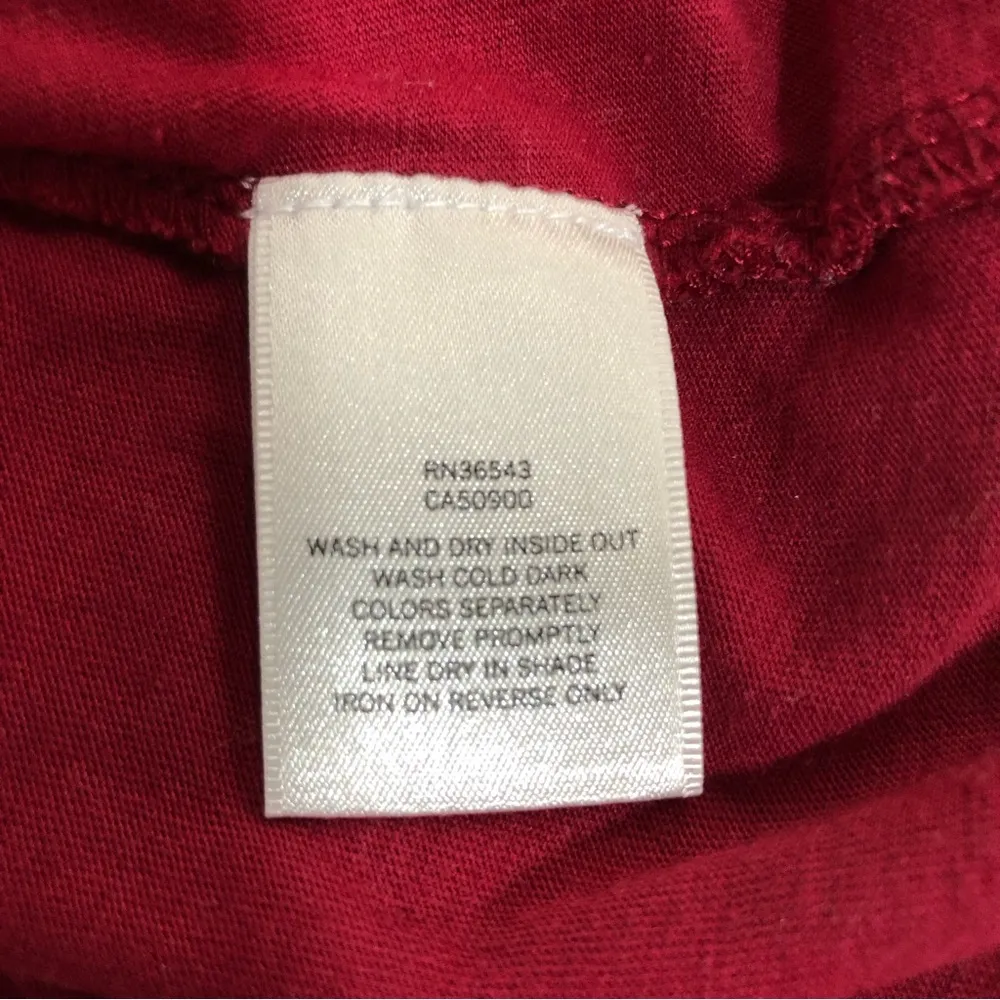 RN36543
CA50900
WASH AND DRY INSIDE OUT
WASH COLD DARK
COLORS SEPARATELY
REMOVE PROMPTLY
LINE DRY IN SHADE
IRON ON REVERSE ONLY